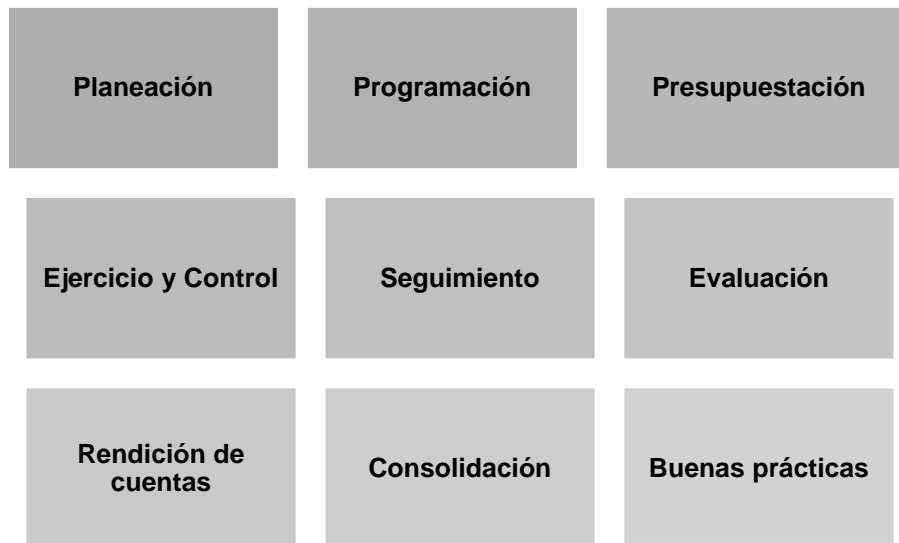 Planeación
Programación
Presupuestación
Ejercicio y Control
Seguimiento
Evaluación
Rendición de
cuentas
Consolidación
Buenas prácticas